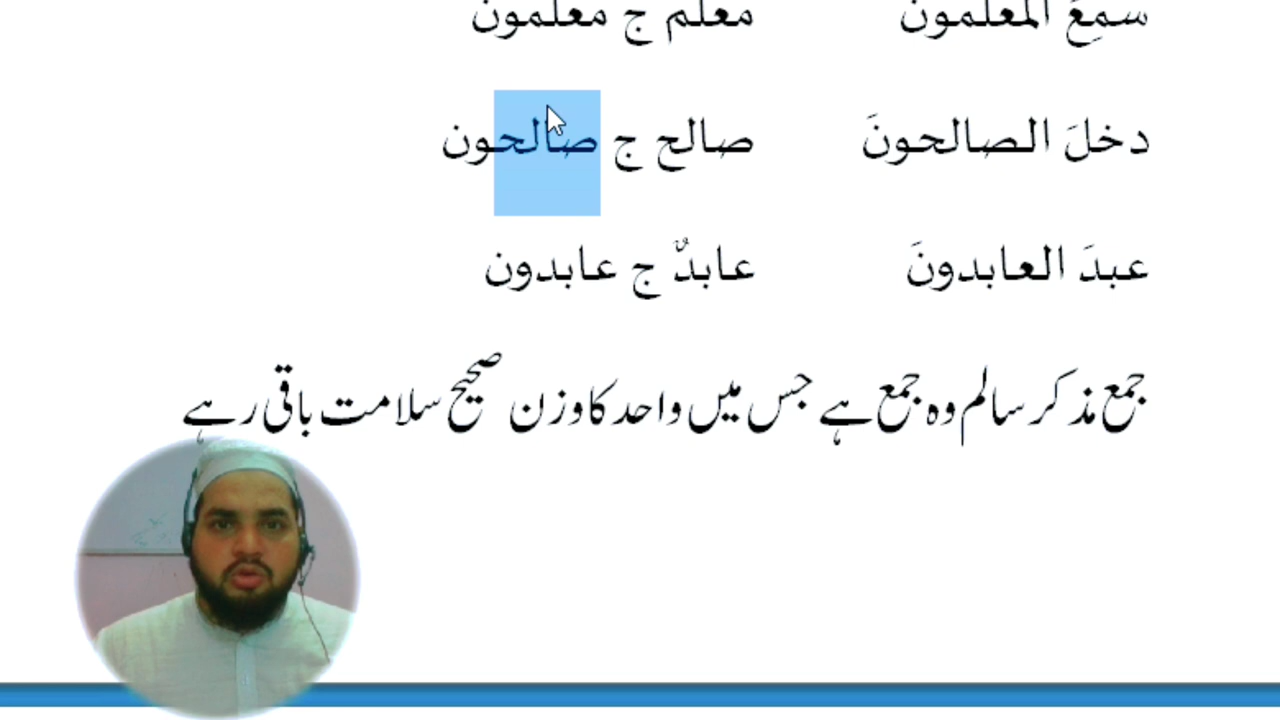 سمِعَ المعلمونَ معلم ج معلمون
دخلَ الصالحونَ صالح ج صالحون
عبدَ العابدونَ عابدٌ ج عابدون
جمع مذکر سالم وہ جمع ہے جس میں واحد کا وزن صحیح سلامت باقی رہے